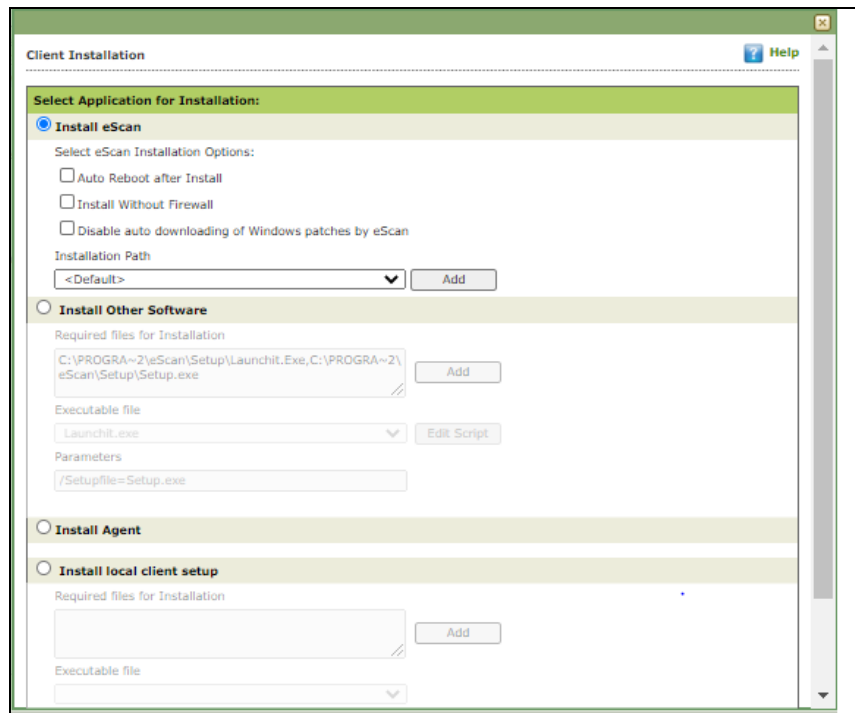 Client Installation
? Help
Select Application for Installation:
Install eScan
Select eScan Installation Options:
Auto Reboot after Install
Install Without Firewall
Disable auto downloading of Windows patches by eScan
Installation Path
<Default> Add
Install Other Software
Required files for Installation
C:\PROGRA~2\eScan\Setup\Launchit.Exe,C:\PROGRA~2\
eScan\Setup\Setup.exe
Add
Executable file
Launchit.exe Edit Script
Parameters
/Setupfile=Setup.exe
Install Agent
Install local client setup
Required files for Installation
Add
Executable file